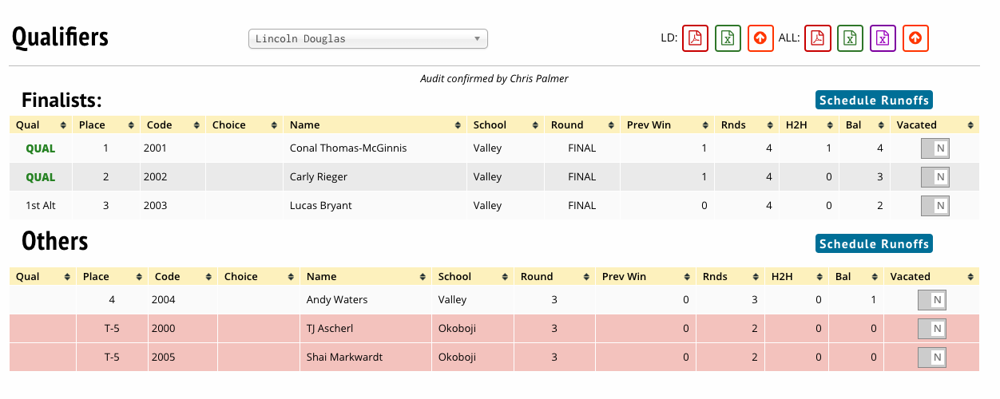 Qualifiers Lincoln Douglas LD: ALL:
Audit confirmed by Chris Palmer
Finalists: Schedule Runoffs
Qual Place Code Choice Name School Round Prev Win Rnds H2H Bal Vacated
QUAL 1 2001 Conal Thomas-McGinnis Valley FINAL 1 4 1 4 N
QUAL 2 2002 Carly Rieger Valley FINAL 1 4 0 3 N
1st Alt 3 2003 Lucas Bryant Valley FINAL 0 4 0 2 N
Others Schedule Runoffs
Qual Place Code Choice Name School Round Prev Win Rnds H2H Bal Vacated
4 2004 Andy Waters Valley 3 0 3 0 1 N
T-5 2000 TJ Ascherl Okoboji 3 0 2 0 0 N
T-5 2005 Shai Markwardt Okoboji 3 0 2 0 0 N